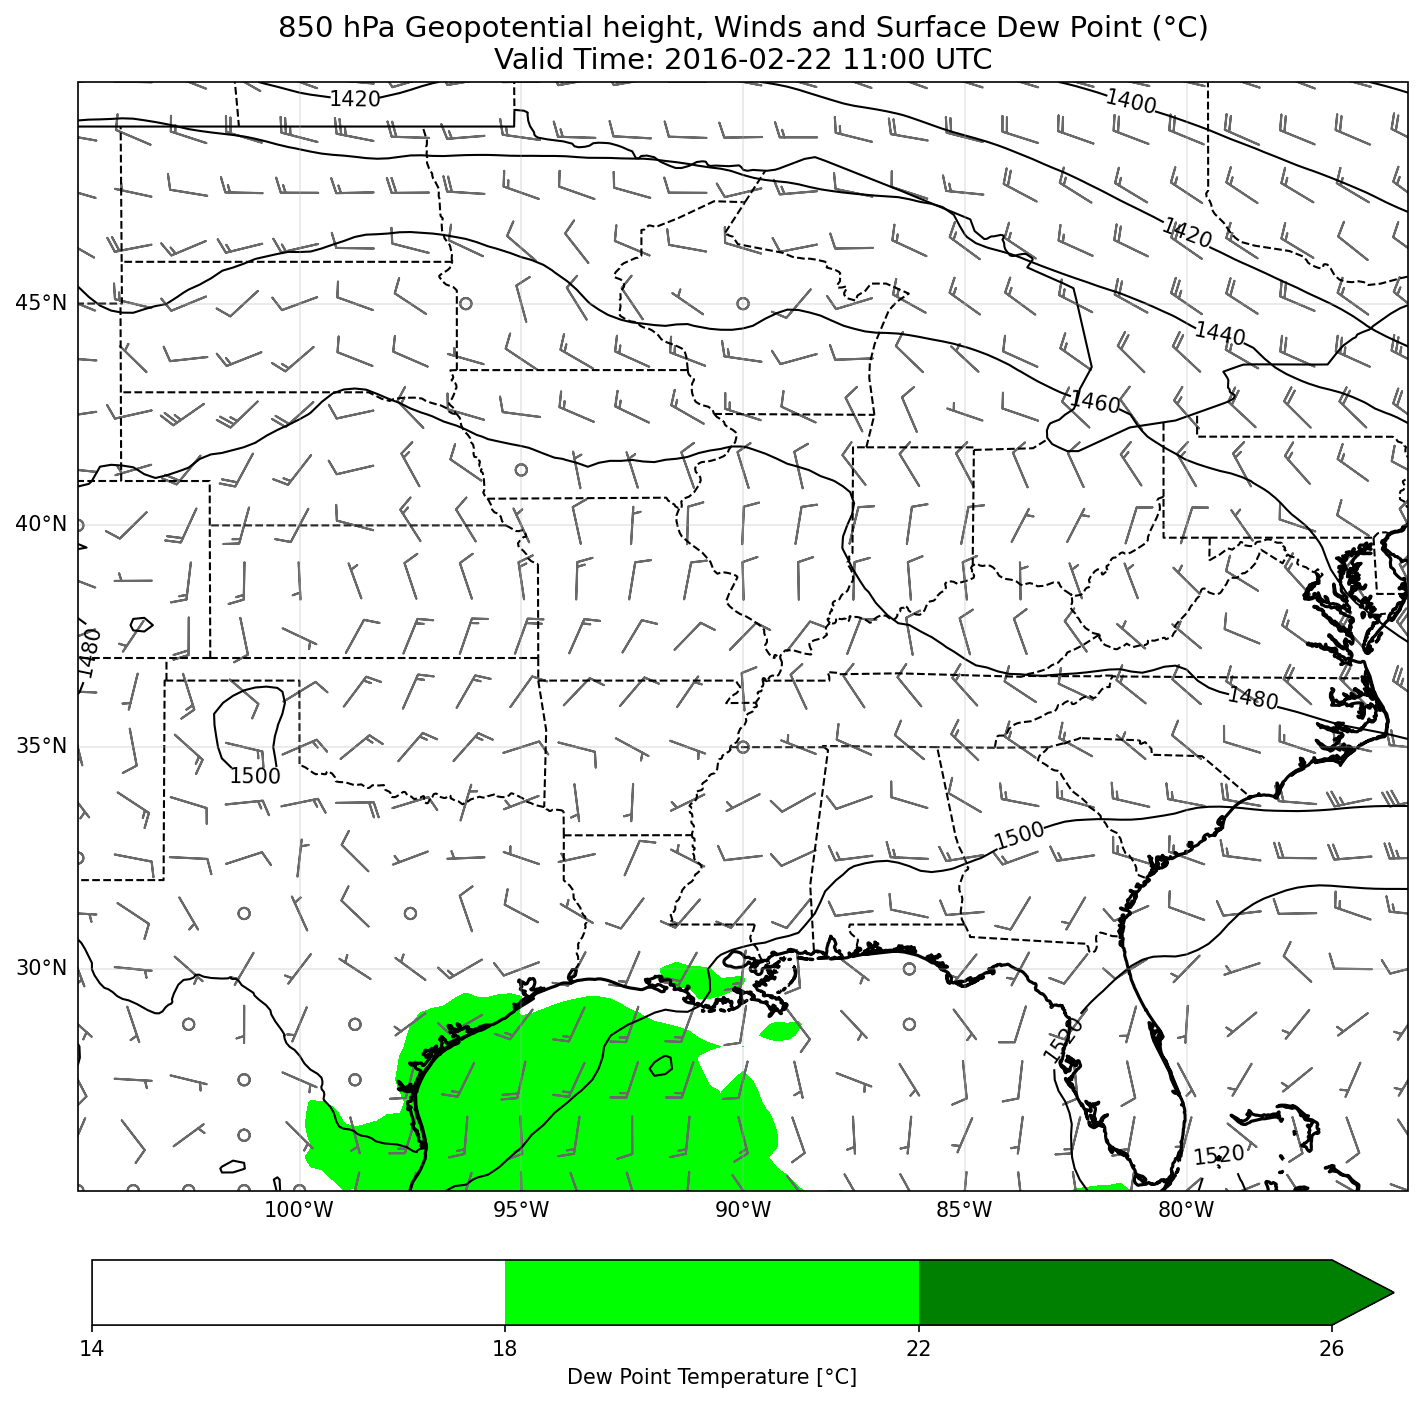 850 hPa Geopotential height, Winds and Surface Dew Point (°C)
Valid Time: 2016-02-22 11:00 UTC
1420
1400
1420
45°N
1440
1460
40°N
1480
1480
35°N
1500
1500
30°N
1520
1520
100°W
95°W
90°W
85°W
80°W
14
18
22
26
Dew Point Temperature [°C]